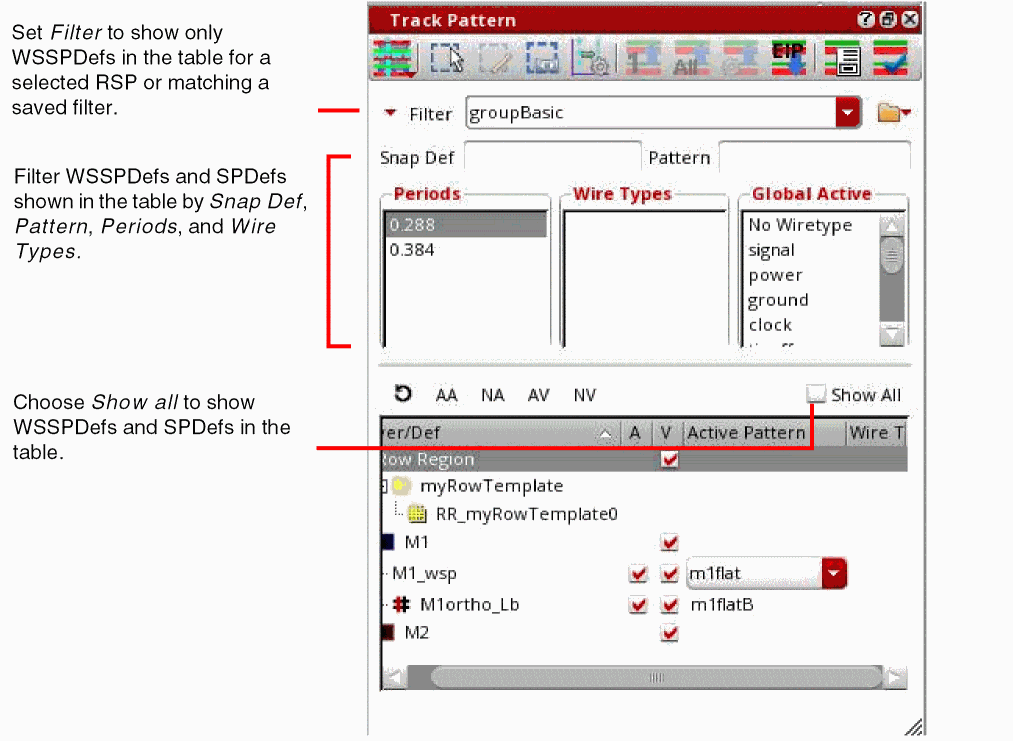 Set Filter to show only
WSSPDefs in the table for a
selected RSP or matching a
saved filter.
Filter WSSPDefs and SPDefs
shown in the table by Snap Def,
Pattern, Periods, and Wire
Types.
Choose Show all to show
WSSPDefs and SPDefs in the
table.
Track Pattern
T All EIP
Filter groupBasic
Snap Def Pattern
Periods Wire Types Global Active
0.288 No Wiretype
0.384 signal
power
ground
clock
AA NA AV NV Show All
er/Def A V Active Pattern Wire T
Row Region
myRowTemplate
RR_myRowTemplate0
M1
M1_wsp m1flat
M1ortho_Lb m1flatB
M2